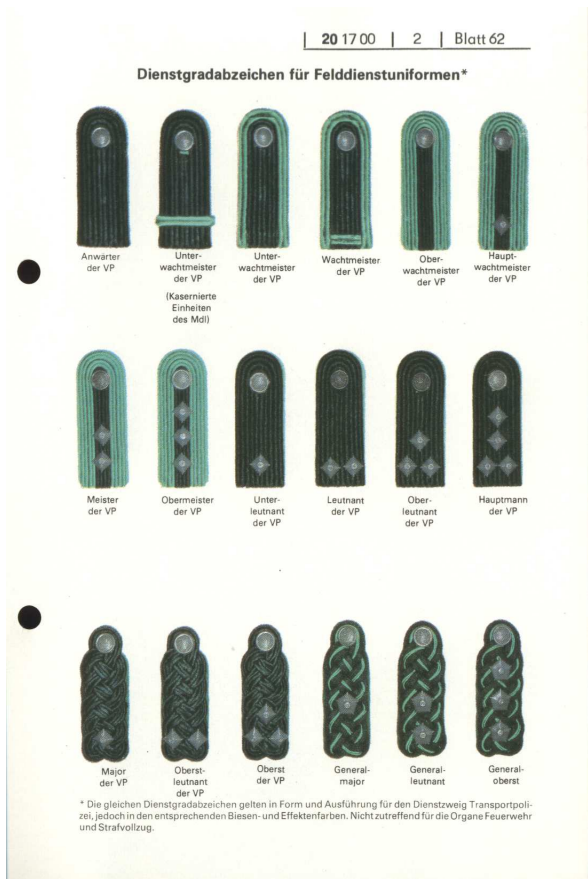 20 17 00 | 2 | Blatt 62
Dienstgradabzeichen für Felddienstuniformen*
Anwärter
der VP
Unter-
wachtmeister
der VP
(Kasernierte
Einheiten
des MdI)
Unter-
wachtmeister
der VP
Wachtmeister
der VP
Ober-
wachtmeister
der VP
Haupt-
wachtmeister
der VP
Meister
der VP
Obermeister
der VP
Unter-
leutnant
der VP
Leutnant
der VP
Ober-
leutnant
der VP
Hauptmann
der VP
Major
der VP
Oberst-
leutnant
der VP
Oberst
der VP
General-
major
General-
leutnant
General-
oberst
* Die gleichen Dienstgradabzeichen gelten in Form und Ausführung für den Dienstzweig Transportpoli-
zei, jedoch in den entsprechenden Biesen- und Effektenfarben. Nicht zutreffend für die Organe Feuerwehr
und Strafvollzug.